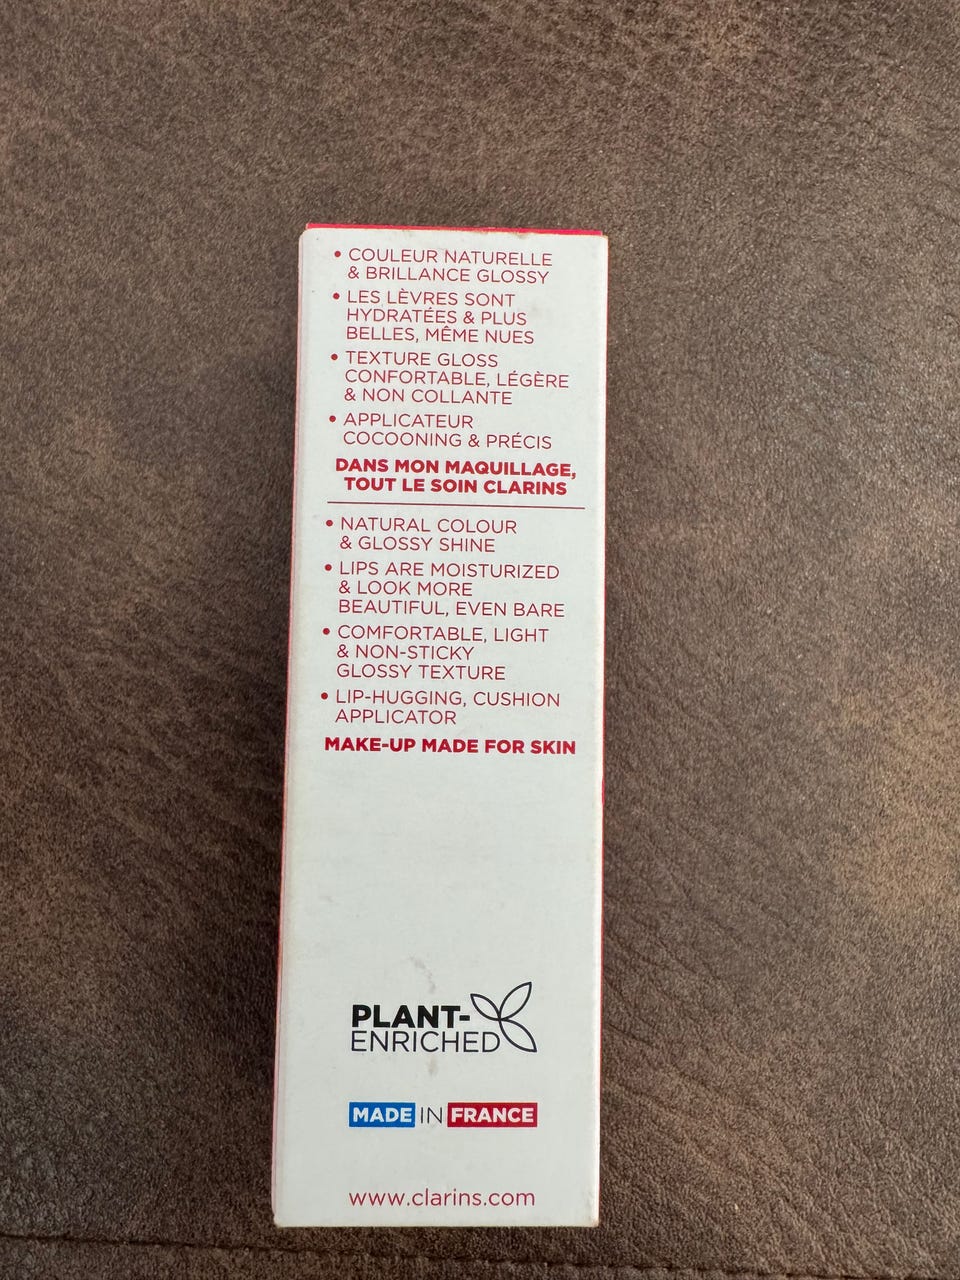 • COULEUR NATURELLE
& BRILLANCE GLOSSY
• LES LÈVRES SONT
HYDRATÉES & PLUS
BELLES, MÊME NUES
• TEXTURE GLOSS
CONFORTABLE, LÉGÈRE
& NON COLLANTE
• APPLICATEUR
COCOONING & PRÉCIS
DANS MON MAQUILLAGE,
TOUT LE SOIN CLARINS
• NATURAL COLOUR
& GLOSSY SHINE
• LIPS ARE MOISTURIZED
& LOOK MORE
BEAUTIFUL, EVEN BARE
• COMFORTABLE, LIGHT
& NON-STICKY
GLOSSY TEXTURE
• LIP-HUGGING, CUSHION
APPLICATOR
MAKE-UP MADE FOR SKIN
PLANT-
ENRICHED
MADE IN FRANCE
www.clarins.com